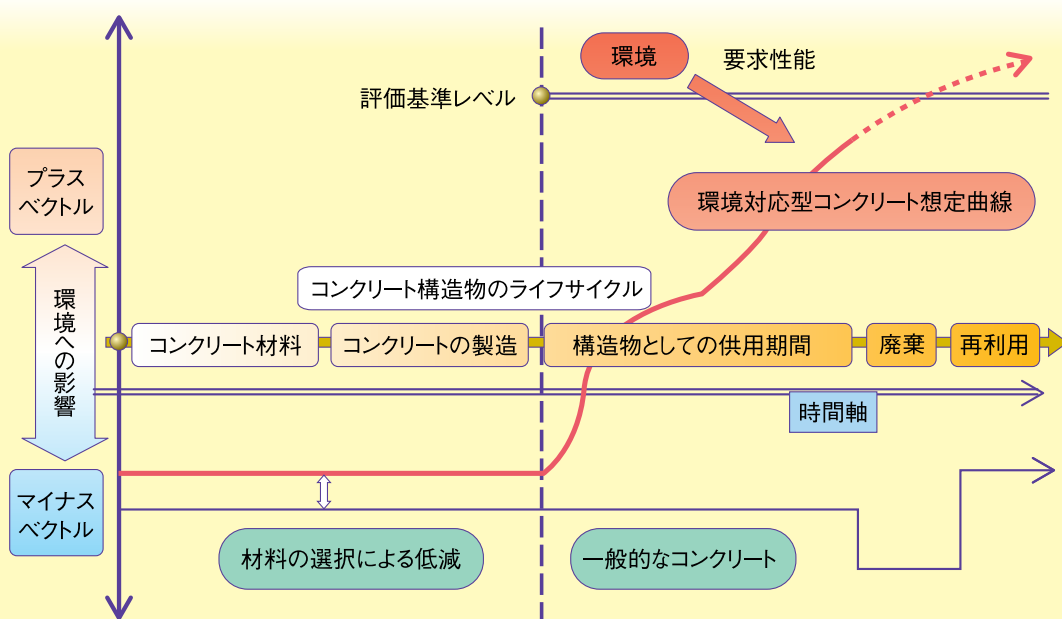 環境
要求性能
評価基準レベル
プラス
ベクトル
環境対応型コンクリート想定曲線
コンクリート構造物のライフサイクル
環境への影響
コンクリート材料
コンクリートの製造
構造物としての供用期間
廃棄
再利用
時間軸
マイナス
ベクトル
材料の選択による低減
一般的なコンクリート